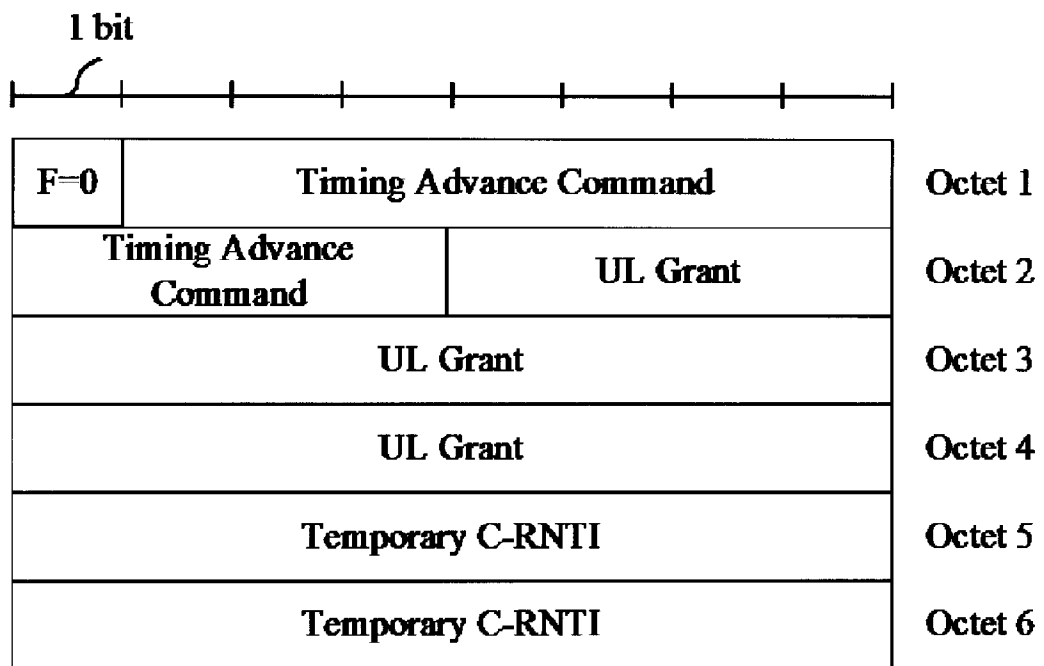 1 bit
F=0 Timing Advance Command Octet 1
Timing Advance
Command UL Grant Octet 2
UL Grant Octet 3
UL Grant Octet 4
Temporary C-RNTI Octet 5
Temporary C-RNTI Octet 6